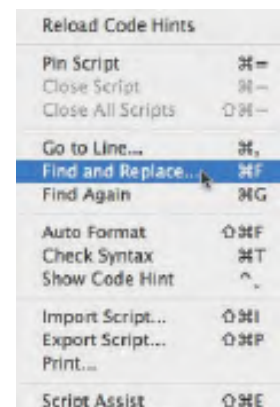 Reload Code Hints
Pin Script ⌘=
Close Script ⌘−
Close All Scripts ⇧⌘−
Go to Line... ⌘,
Find and Replace... ⌘F
Find Again ⌘G
Auto Format ⇧⌘F
Check Syntax ⌘T
Show Code Hint ^␣
Import Script... ⇧⌘I
Export Script... ⇧⌘P
Print...
Script Assist ⇧⌘E